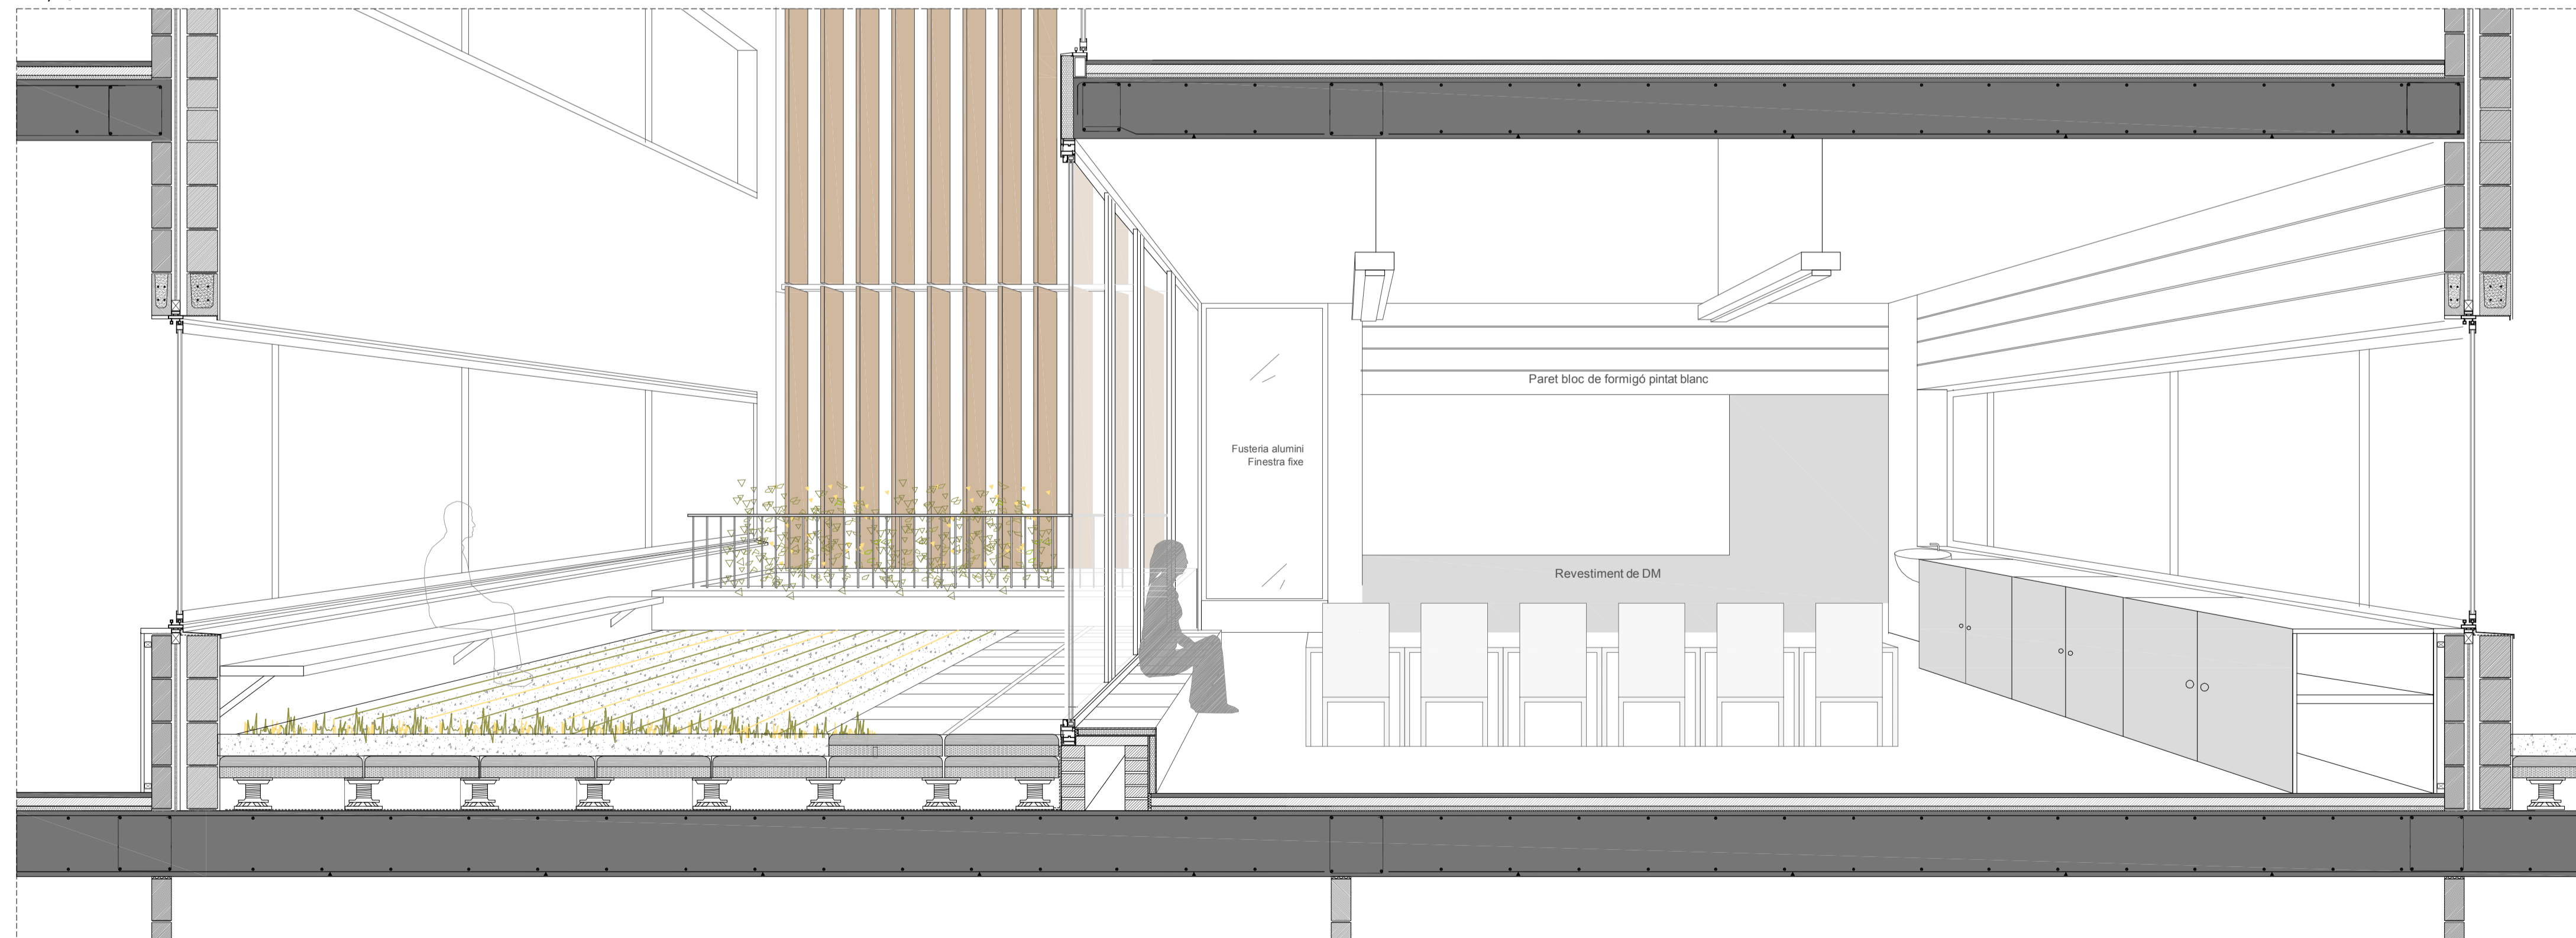 Paret bloc de formigó pintat blanc
Fusteria alumini
Finestra fixe
Revestiment de DM